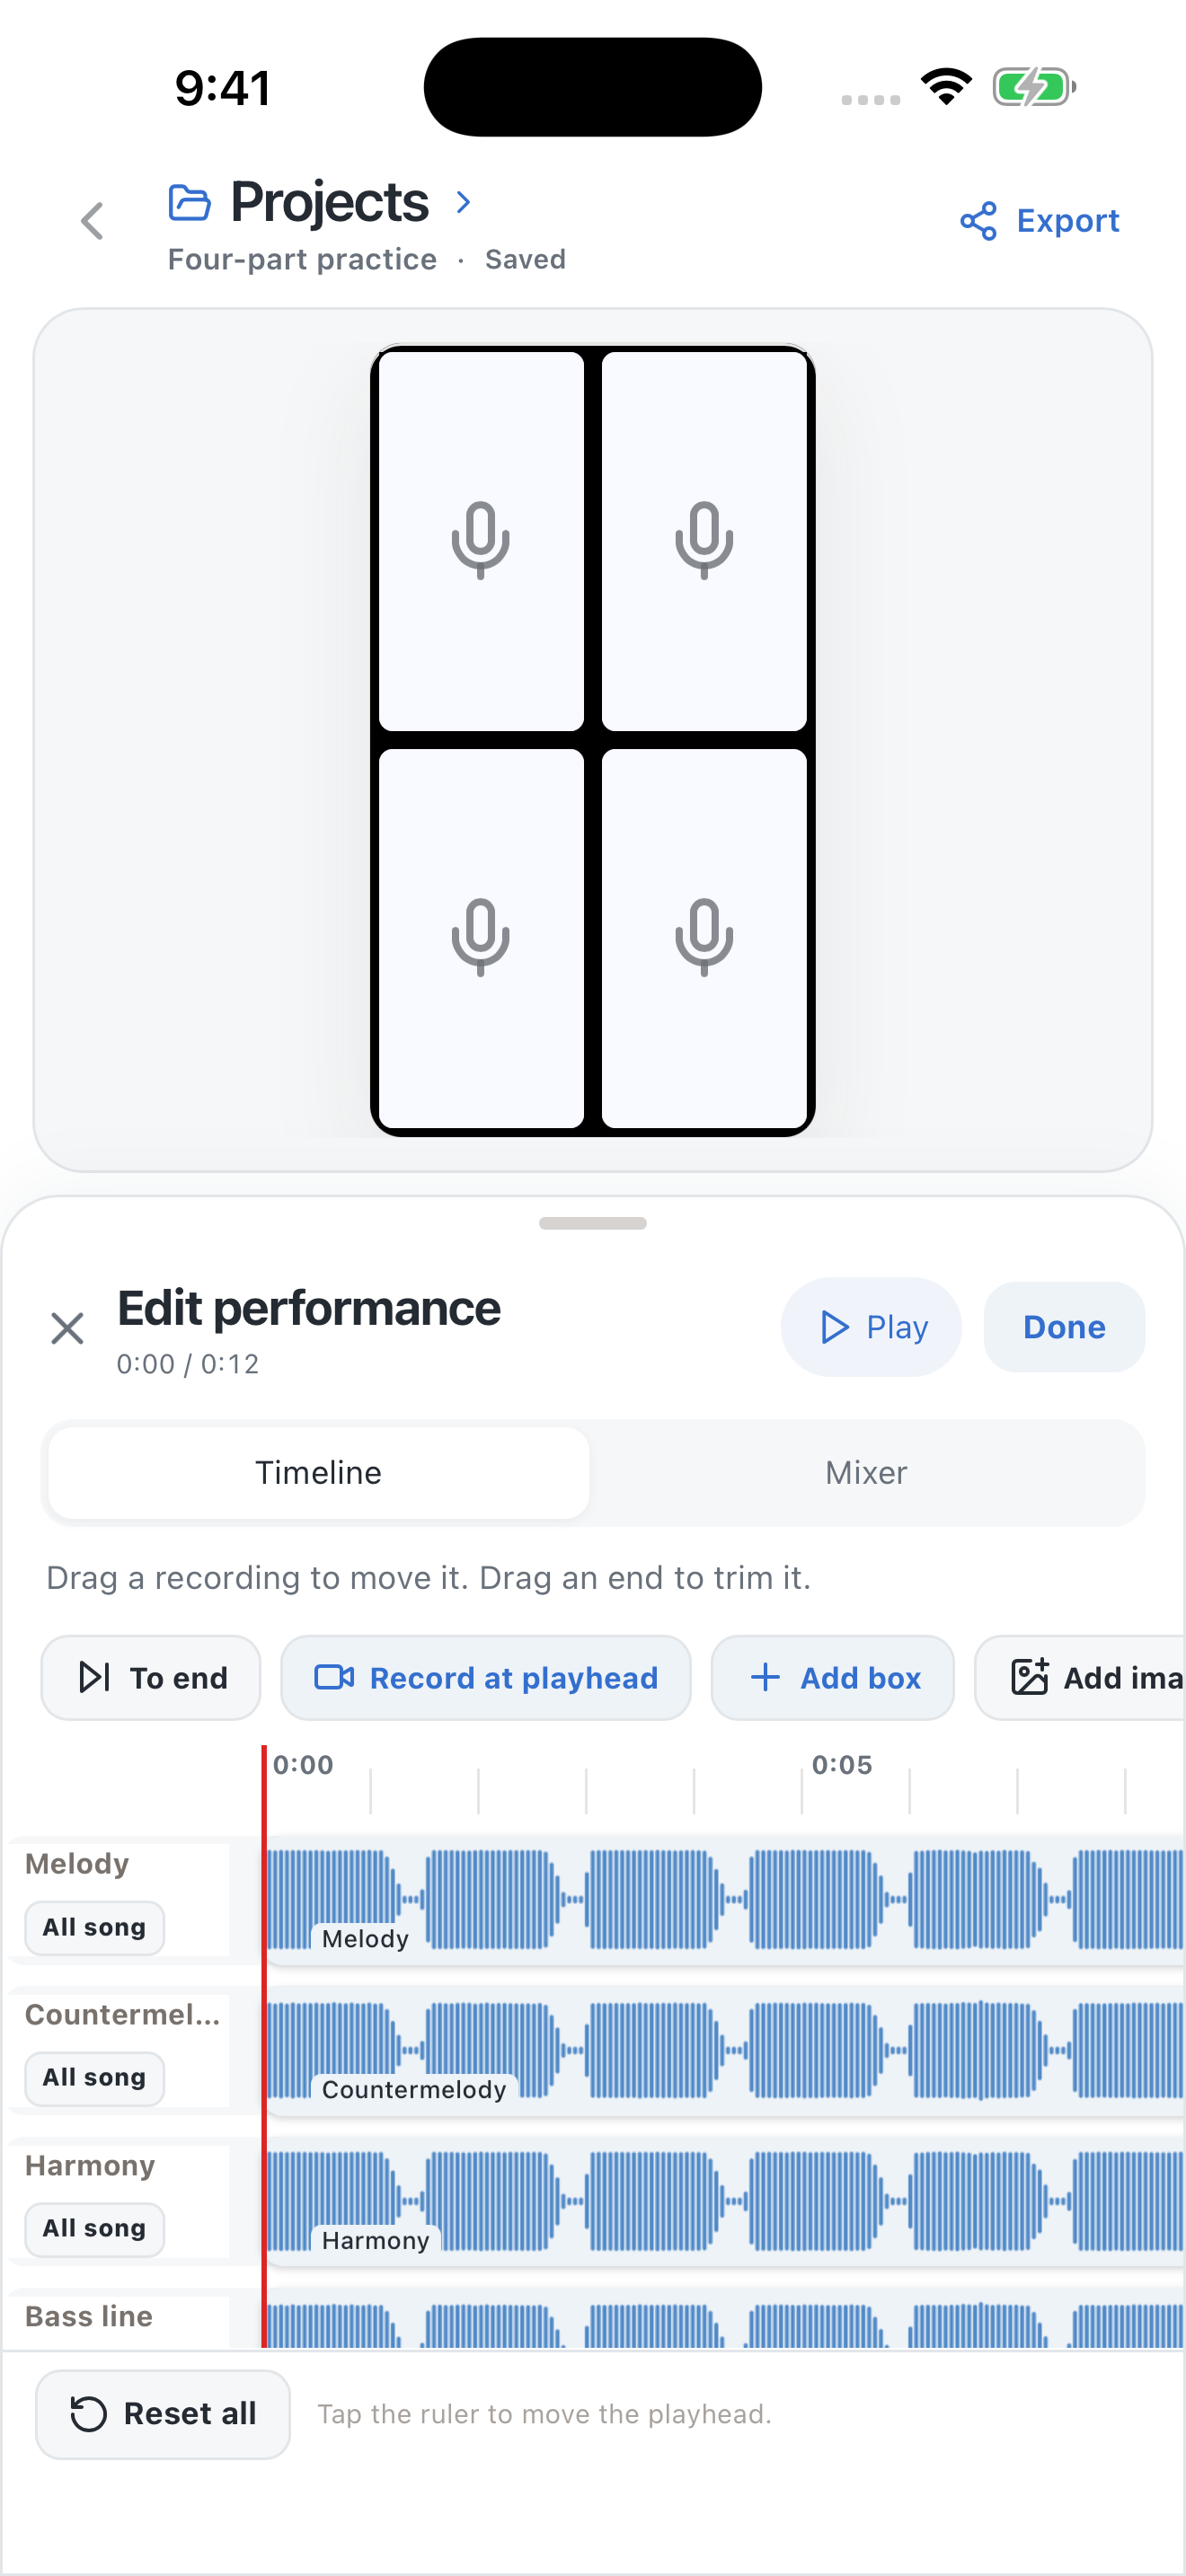 9:41
Projects
Export
Four-part practice · Saved
Edit performance
0:00 / 0:12
Play
Done
Timeline
Mixer
Drag a recording to move it. Drag an end to trim it.
To end
Record at playhead
Add box
Add ima
0:00
0:05
Melody
All song
Melody
Countermel...
All song
Countermelody
Harmony
All song
Harmony
Bass line
Reset all
Tap the ruler to move the playhead.